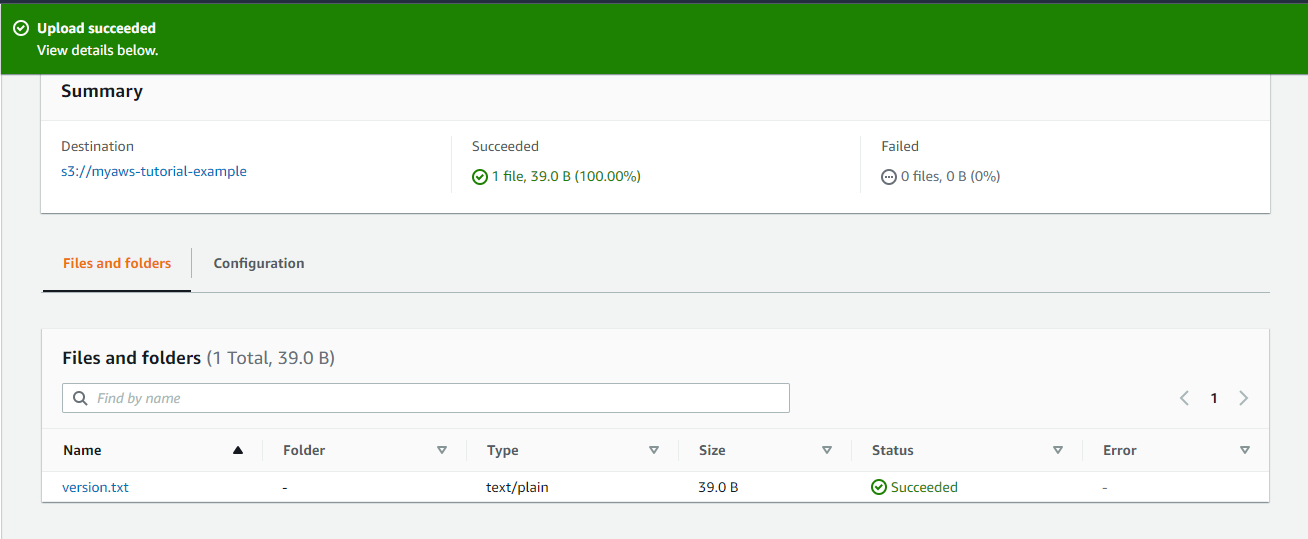 Upload succeeded
View details below.
Summary
Destination
s3://myaws-tutorial-example
Succeeded
1 file, 39.0 B (100.00%)
Failed
0 files, 0 B (0%)
Files and folders
Configuration
Files and folders (1 Total, 39.0 B)
Find by name
1
Name Folder Type Size Status Error
version.txt - text/plain 39.0 B Succeeded -